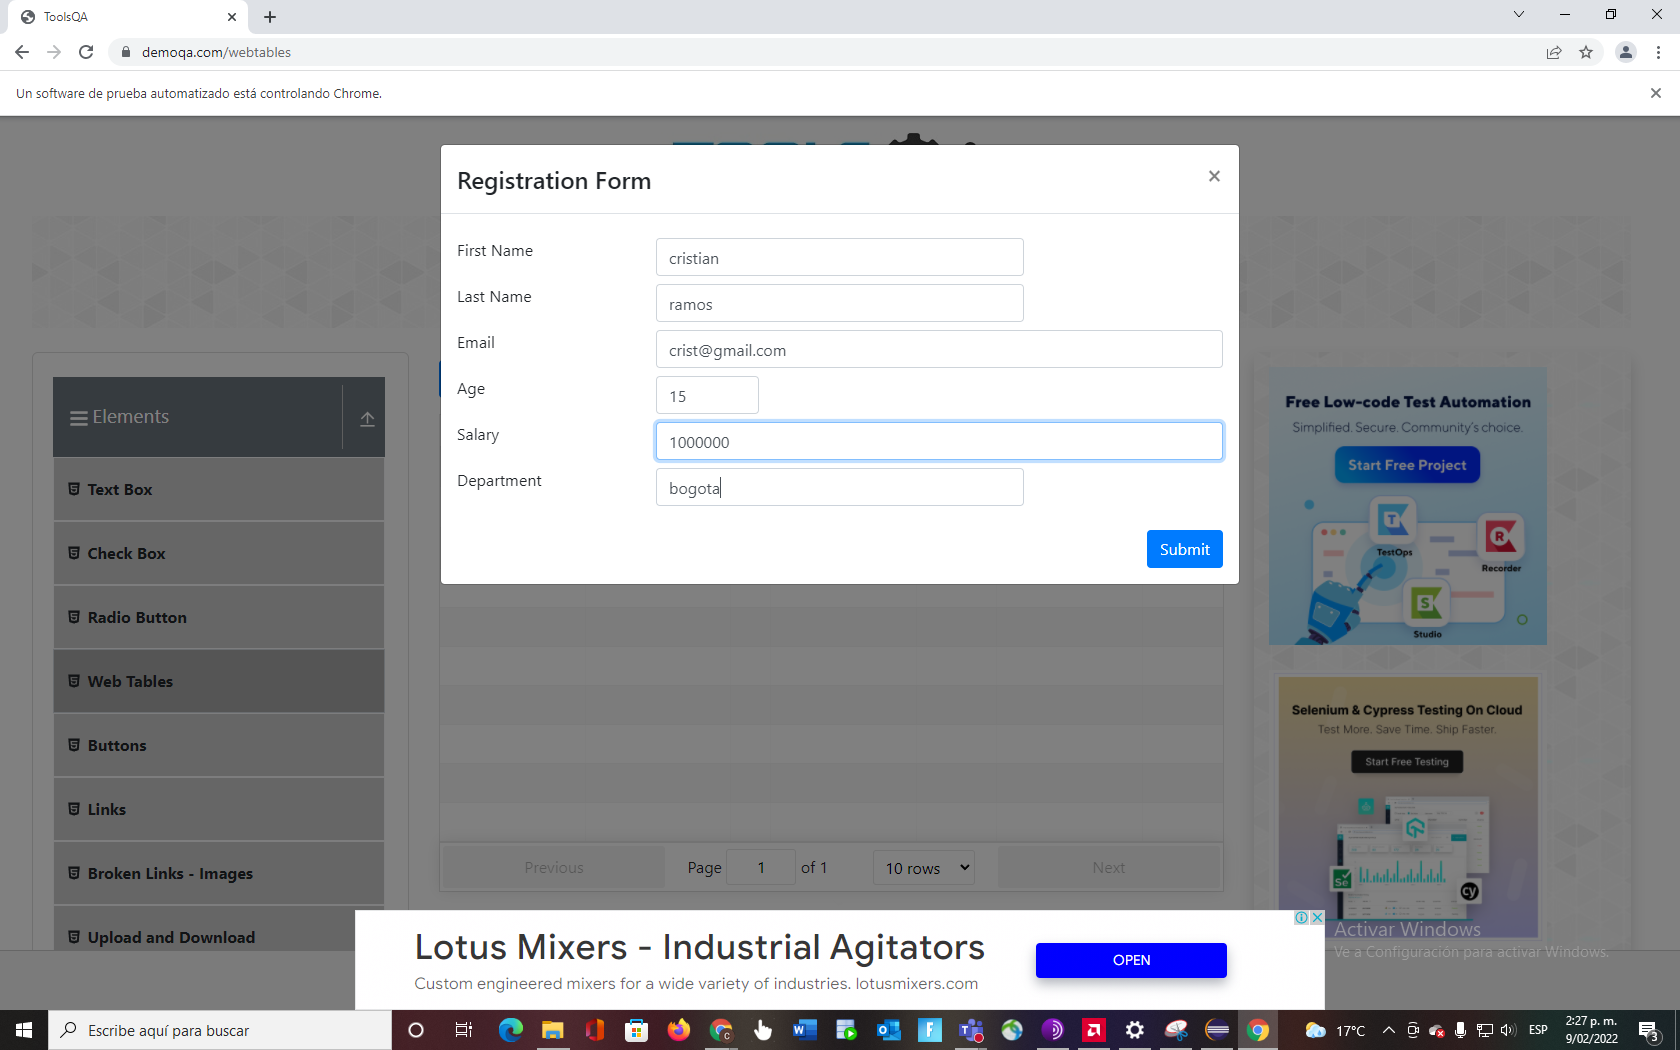 ToolsQA
demoqa.com/webtables
Un software de prueba automatizado está controlando Chrome.
Registration Form
First Name
cristian
Last Name
ramos
Email
crist@gmail.com
Age
15
Salary
1000000
Department
bogota
Submit
Elements
Text Box
Check Box
Radio Button
Web Tables
Buttons
Links
Broken Links - Images
Upload and Download
Previous
Page 1 of 1
10 rows
Next
Free Low-code Test Automation
Simplified. Secure. Community's choice.
Start Free Project
TestOps
Recorder
Studio
Selenium & Cypress Testing On Cloud
Test More. Save Time. Ship Faster.
Start Free Testing
Se
cy
Lotus Mixers - Industrial Agitators
Custom engineered mixers for a wide variety of industries. lotusmixers.com
OPEN
Activar Windows
Ve a Configuración para activar Windows.
Escribe aquí para buscar
17°C
ESP
2:27 p. m.
9/02/2022
3